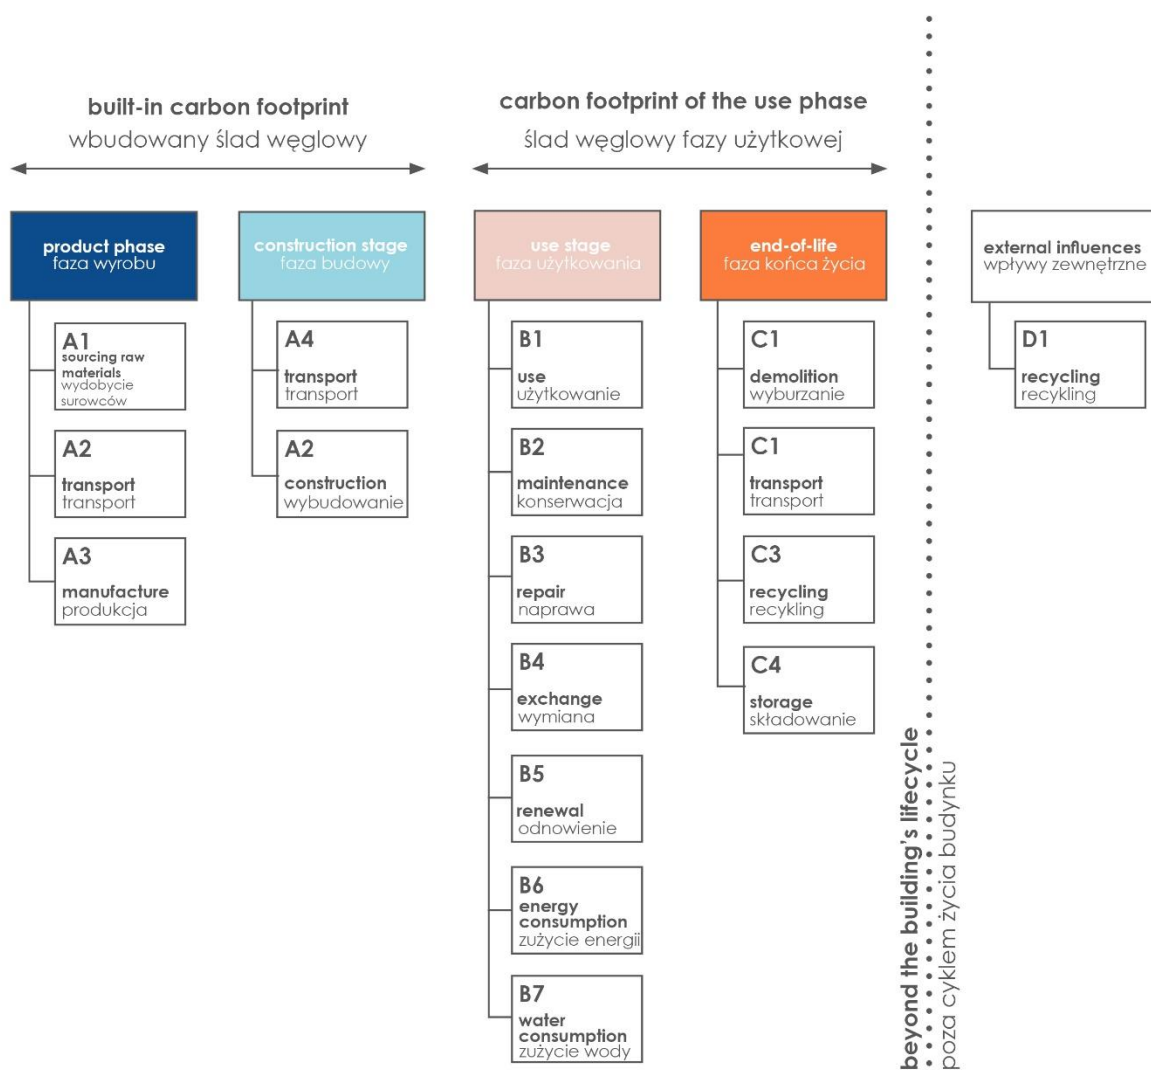 built-in carbon footprint
wbudowany ślad węglowy
carbon footprint of the use phase
ślad węglowy fazy użytkowej
product phase
faza wyrobu
A1
sourcing raw
materials
wydobycie
surowców
A2
transport
transport
A3
manufacture
produkcja
construction stage
faza budowy
A4
transport
transport
A2
construction
wybudowanie
use stage
faza użytkowania
B1
use
użytkowanie
B2
maintenance
konserwacja
B3
repair
naprawa
B4
exchange
wymiana
B5
renewal
odnowienie
B6
energy
consumption
zużycie energii
B7
water
consumption
zużycie wody
end-of-life
faza końca życia
C1
demolition
wyburzanie
C1
transport
transport
C3
recycling
recykling
C4
storage
składowanie
beyond the building's lifecycle
poza cyklem życia budynku
external influences
wpływy zewnętrzne
D1
recycling
recykling